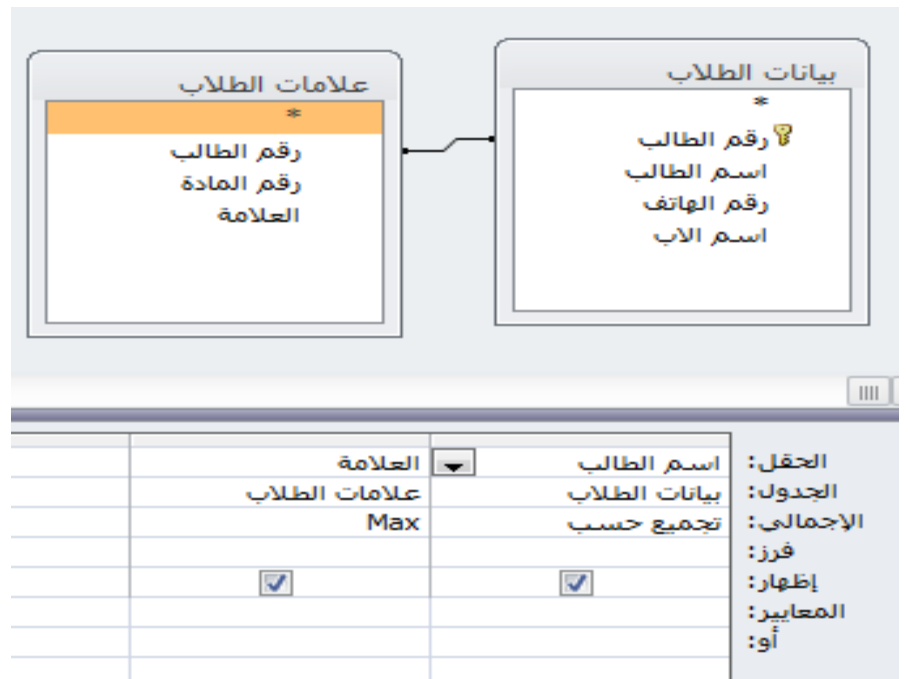 بيانات الطلاب
*
رقم الطالب
اسم الطالب
رقم الهاتف
اسم الاب
علامات الطلاب
*
رقم الطالب
رقم المادة
العلامة
الحقل: اسم الطالب العلامة
الجدول: بيانات الطلاب علامات الطلاب
الإجمالي: تجميع حسب Max
فرز:
إظهار:
المعايير:
أو: